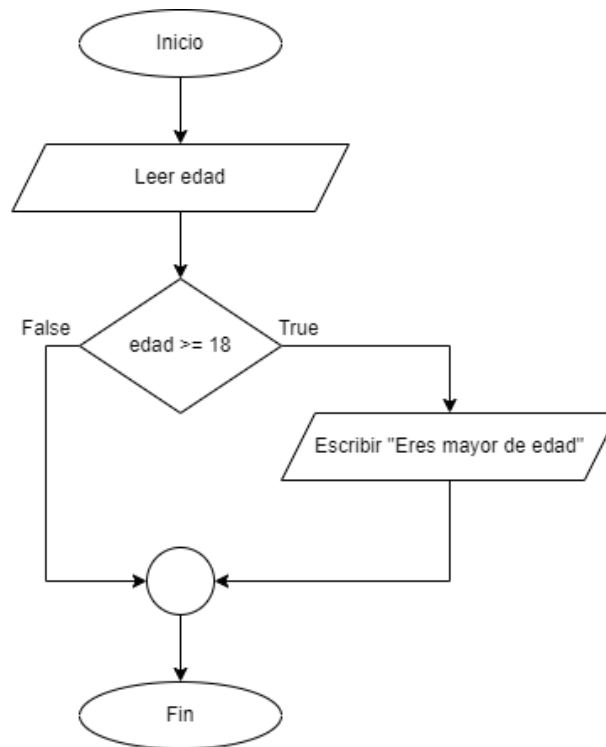 Inicio
Leer edad
False
True
edad >= 18
Escribir "Eres mayor de edad"
Fin